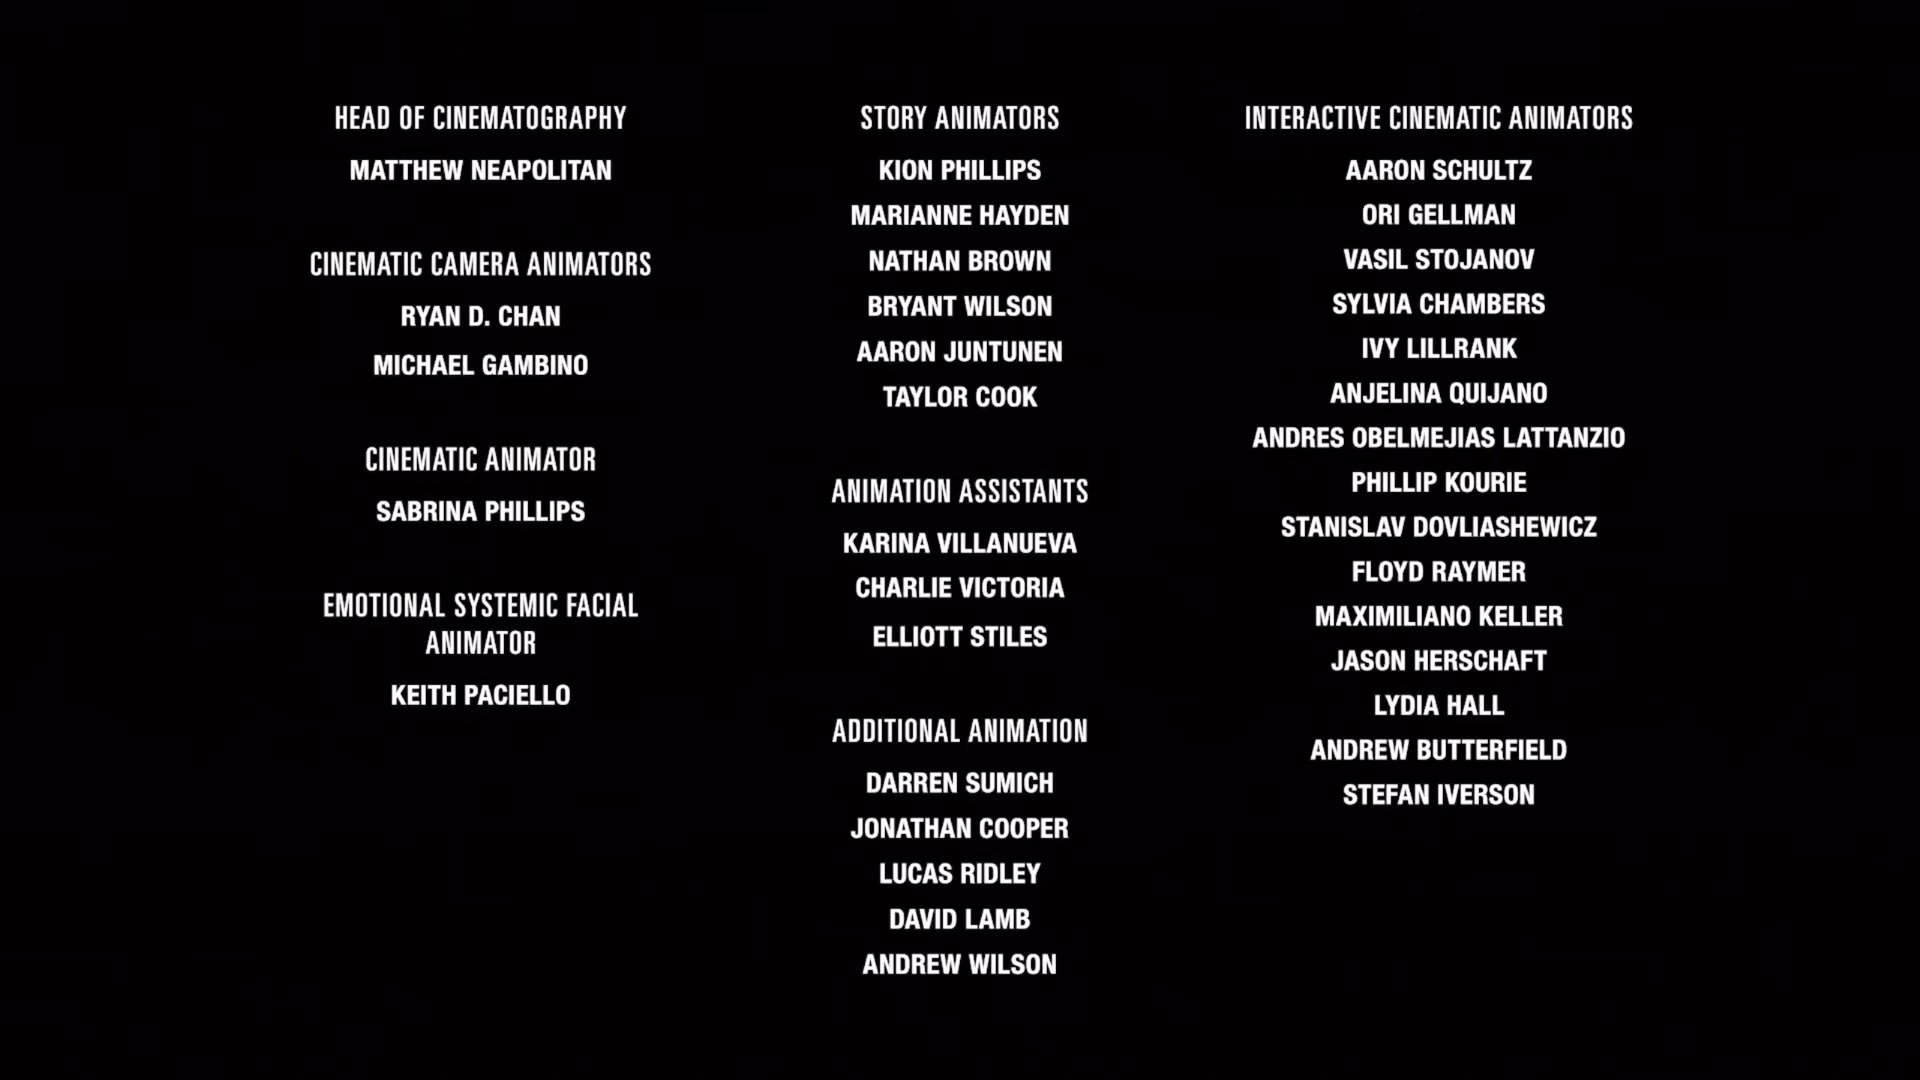 HEAD OF CINEMATOGRAPHY
MATTHEW NEAPOLITAN
CINEMATIC CAMERA ANIMATORS
RYAN D. CHAN
MICHAEL GAMBINO
CINEMATIC ANIMATOR
SABRINA PHILLIPS
EMOTIONAL SYSTEMIC FACIAL
ANIMATOR
KEITH PACIELLO
STORY ANIMATORS
KION PHILLIPS
MARIANNE HAYDEN
NATHAN BROWN
BRYANT WILSON
AARON JUNTUNEN
TAYLOR COOK
ANIMATION ASSISTANTS
KARINA VILLANUEVA
CHARLIE VICTORIA
ELLIOTT STILES
ADDITIONAL ANIMATION
DARREN SUMICH
JONATHAN COOPER
LUCAS RIDLEY
DAVID LAMB
ANDREW WILSON
INTERACTIVE CINEMATIC ANIMATORS
AARON SCHULTZ
ORI GELLMAN
VASIL STOJANOV
SYLVIA CHAMBERS
IVY LILLRANK
ANJELINA QUIJANO
ANDRES OBELMEJIAS LATTANZIO
PHILLIP KOURIE
STANISLAV DOVLIASHEWICZ
FLOYD RAYMER
MAXIMILIANO KELLER
JASON HERSCHAFT
LYDIA HALL
ANDREW BUTTERFIELD
STEFAN IVERSON